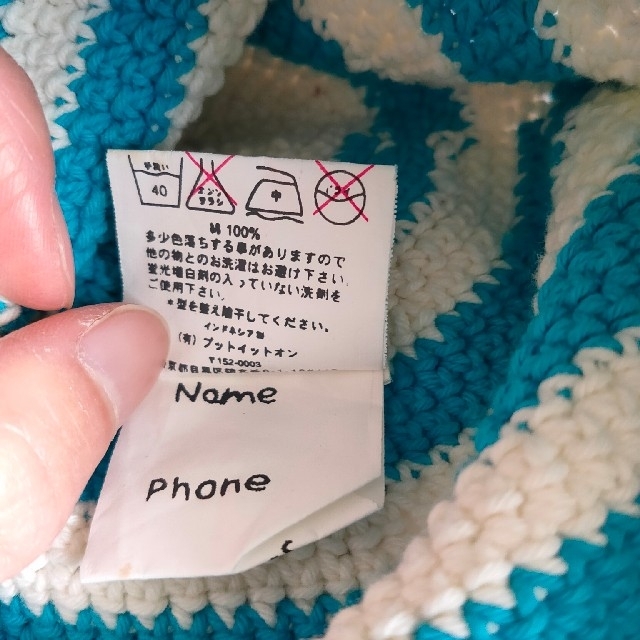 手洗い
40
エンソ
サラシ
中
ドライ
綿 100%
多少色落ちする事がありますので
他の物とのお洗濯はお避け下さい。
蛍光増白剤の入っていない洗剤を
ご使用下さい。
*型を整え陰干してください。
インドネシア製
(有) プットイットオン
〒152-0003
Name
Phone